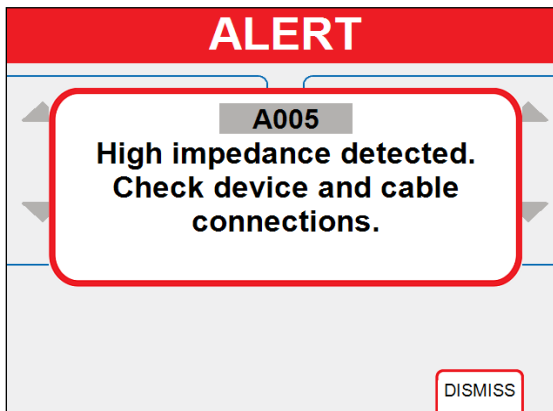 ALERT
A005
High impedance detected.
Check device and cable
connections.
DISMISS